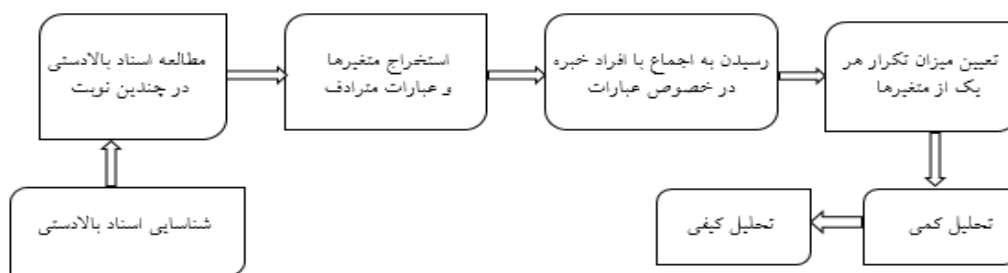 مطالعه اسناد بالادستی
در چندین نوبت
استخراج متغیرها
و عبارات مترادف
رسیدن به اجماع با افراد خبره
در خصوص عبارات
تعیین میزان تکرار هر
یک از متغیرها
شناسایی اسناد بالادستی
تحلیل کیفی
تحلیل کمی